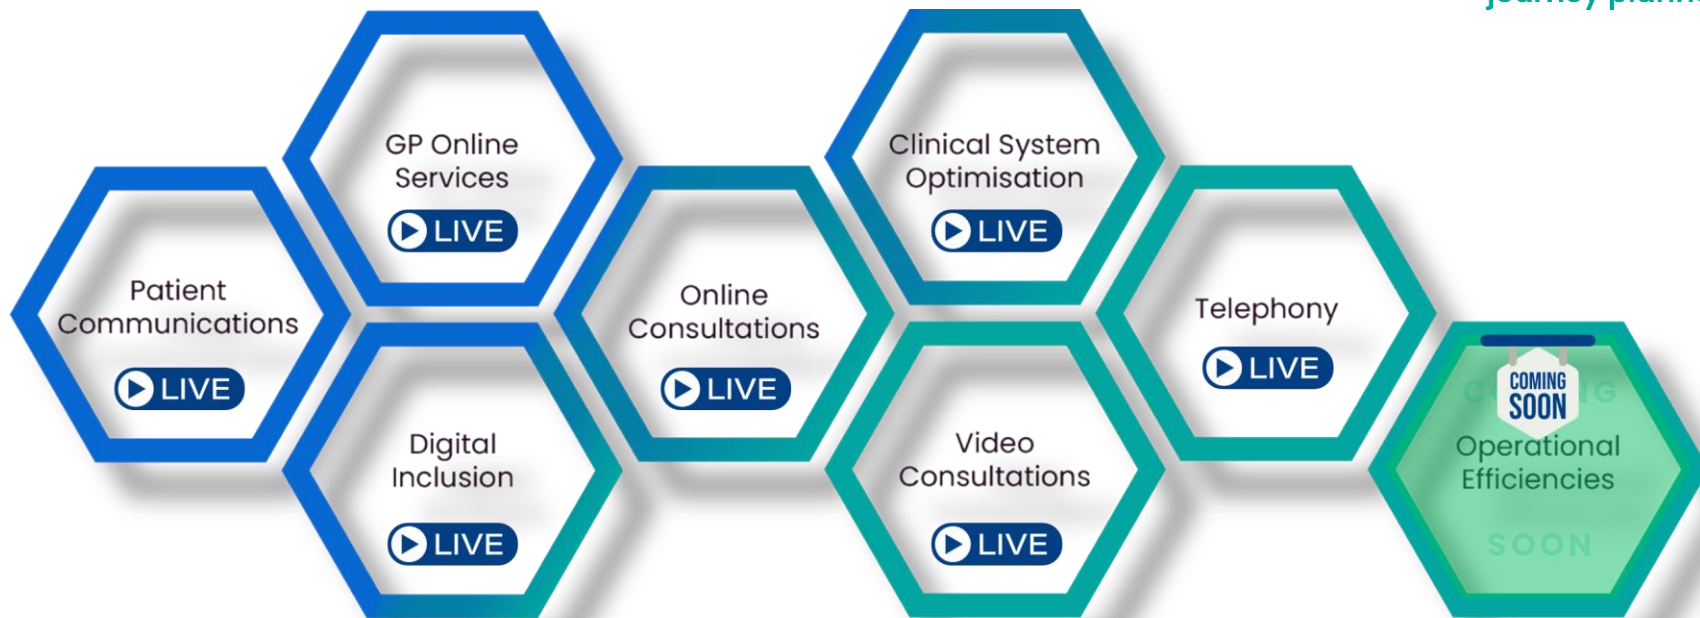 GP Online
Services
LIVE
Clinical System
Optimisation
LIVE
Patient
Communications
LIVE
Online
Consultations
LIVE
Telephony
LIVE
Digital
Inclusion
LIVE
Video
Consultations
LIVE
COMING
SOON
Operational
Efficiencies
SOON